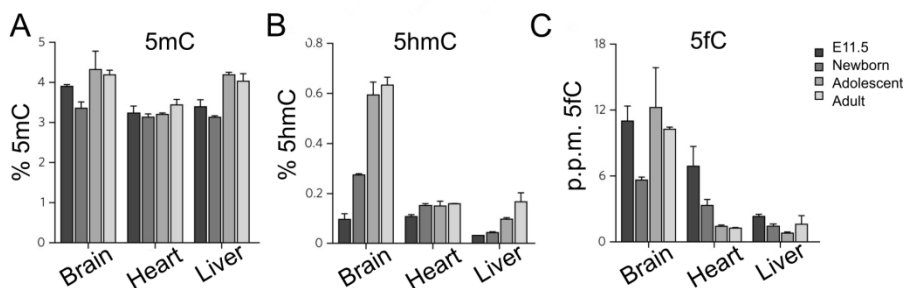 A
5mC
% 5mC
5
4
3
2
1
0
Brain Heart Liver
B
5hmC
% 5hmC
0.8
0.6
0.4
0.2
0
Brain Heart Liver
C
5fC
p.p.m. 5fC
18
12
6
0
Brain Heart Liver
E11.5
Newborn
Adolescent
Adult